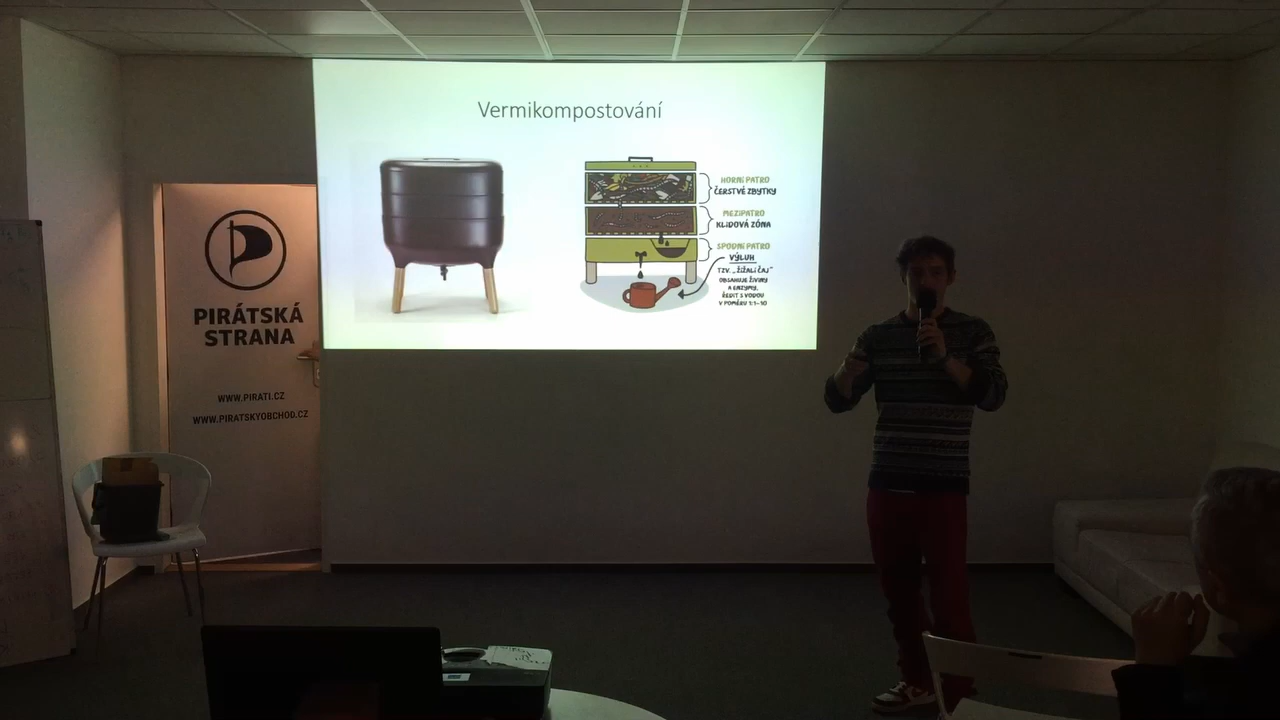 Vermikompostování
HORNÍ PATRO
ČERSTVÉ ZBYTKY
MEZIPATRO
KLIDOVÁ ZÓNA
SPODNÍ PATRO
VÝLUH
TZV. „ŽÍŽALÍ ČAJ“
OBSAHUJE ŽIVINY
A ENZYMY,
ŘEDIT S VODOU
V POMĚRU 1:1-10
PIRÁTSKÁ
STRANA
WWW.PIRATI.CZ
WWW.PIRATSKYOBCHOD.CZ